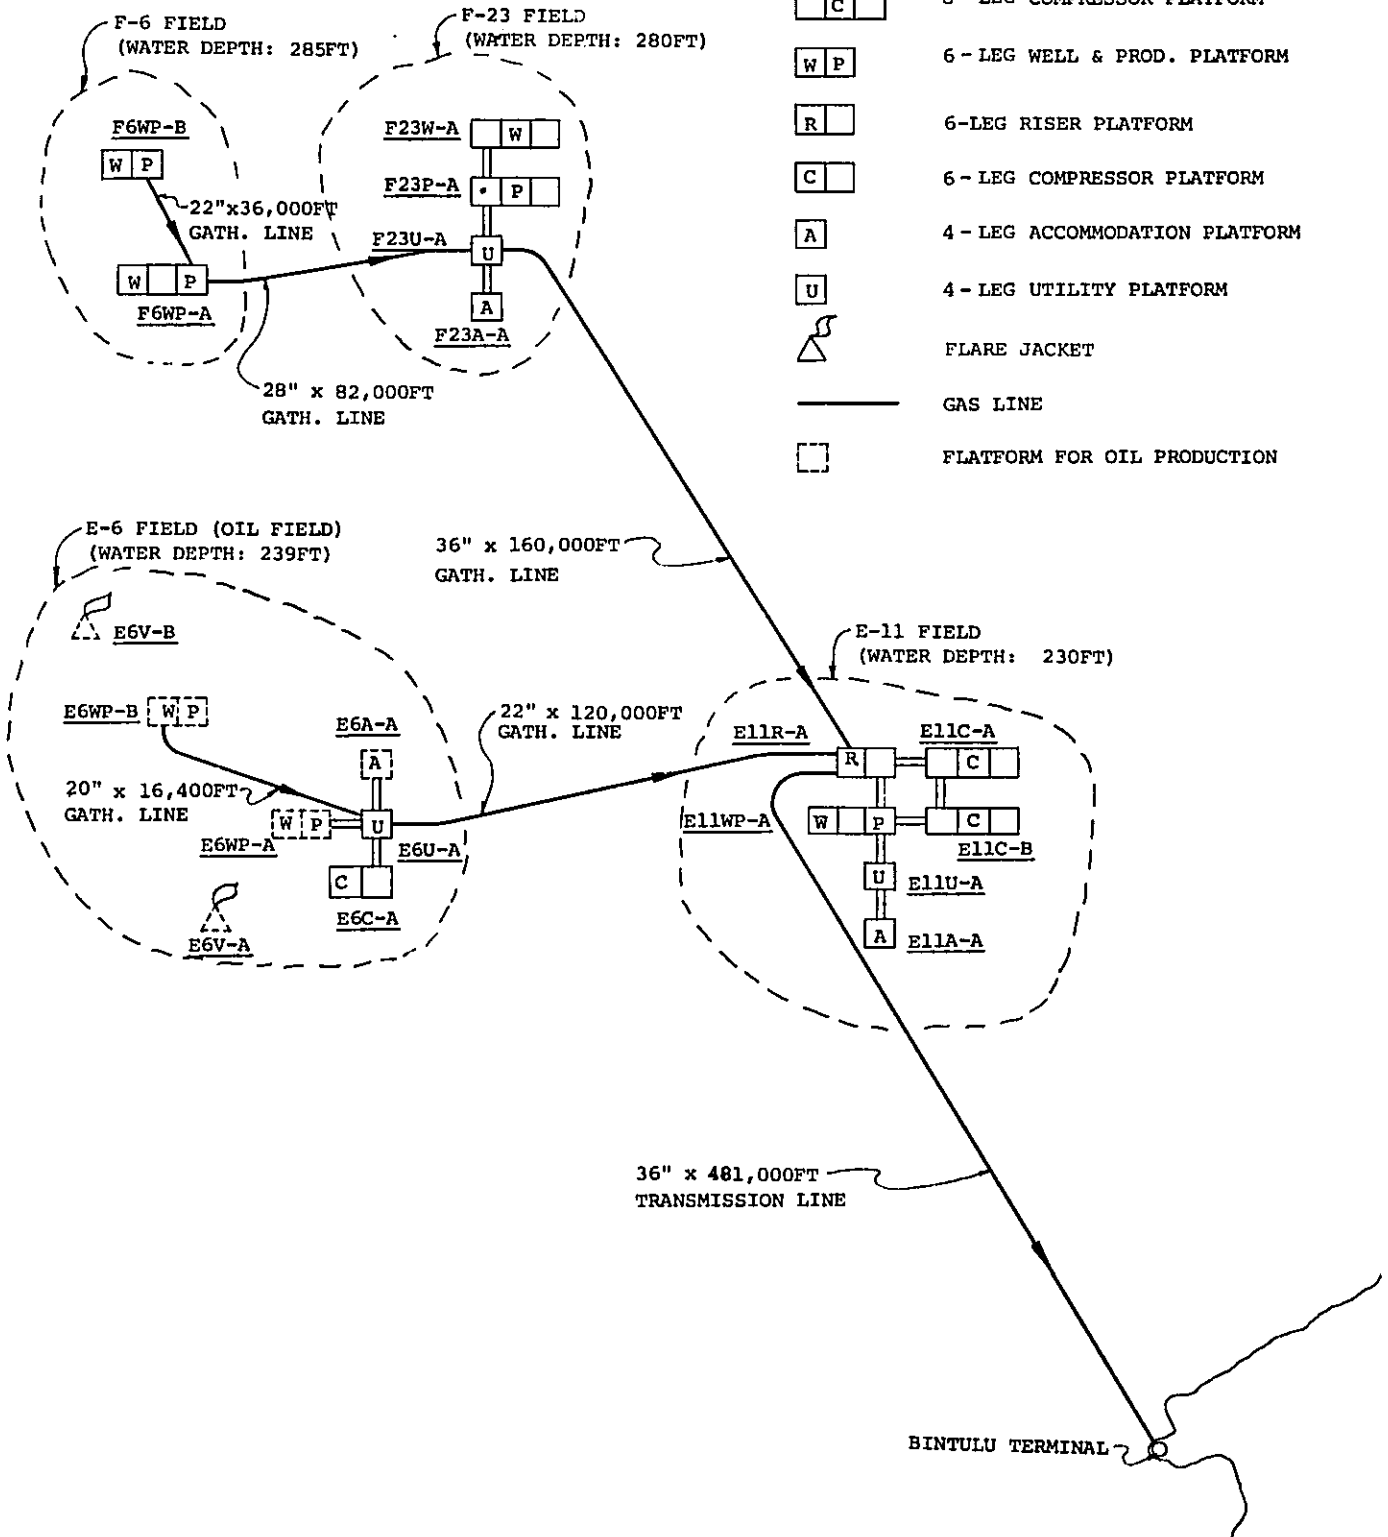 F-6 FIELD
(WATER DEPTH: 285FT)
F-23 FIELD
(WATER DEPTH: 280FT)
C
LEG COMPRESSOR PLATFORM
W P
6-LEG WELL & PROD. PLATFORM
R
6-LEG RISER PLATFORM
C
6-LEG COMPRESSOR PLATFORM
A
4-LEG ACCOMMODATION PLATFORM
U
4-LEG UTILITY PLATFORM
FLARE JACKET
GAS LINE
FLATFORM FOR OIL PRODUCTION
F6WP-B
W P
22"x36,000FT
GATH. LINE
W P
F6WP-A
28" x 82,000FT
GATH. LINE
F23W-A
W
F23P-A
P
F23U-A
U
A
F23A-A
36" x 160,000FT
GATH. LINE
E-6 FIELD (OIL FIELD)
(WATER DEPTH: 239FT)
E6V-B
E6WP-B
W P
20" x 16,400FT
GATH. LINE
E6A-A
A
W P
U
E6WP-A
E6U-A
C
E6C-A
E6V-A
22" x 120,000FT
GATH. LINE
E-11 FIELD
(WATER DEPTH: 230FT)
E11R-A
E11C-A
R
C
E11WP-A
W P
C
E11C-B
U
E11U-A
A
E11A-A
36" x 481,000FT
TRANSMISSION LINE
BINTULU TERMINAL